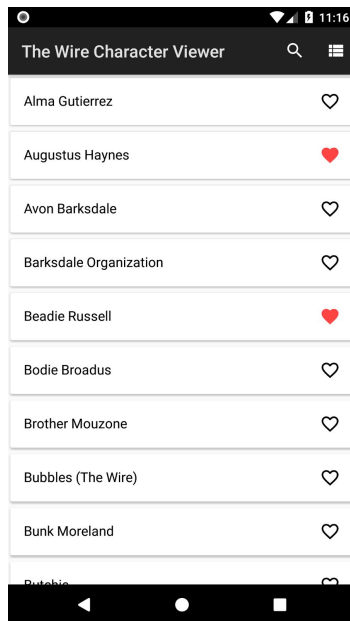 11:16
The Wire Character Viewer
Alma Gutierrez
Augustus Haynes
Avon Barksdale
Barksdale Organization
Beadie Russell
Bodie Broadus
Brother Mouzone
Bubbles (The Wire)
Bunk Moreland
Butchie